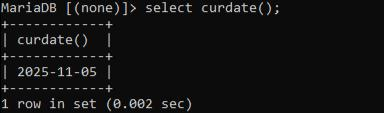 MariaDB [(none)]> select curdate();
+------------+
| curdate()  |
+------------+
| 2025-11-05 |
+------------+
1 row in set (0.002 sec)